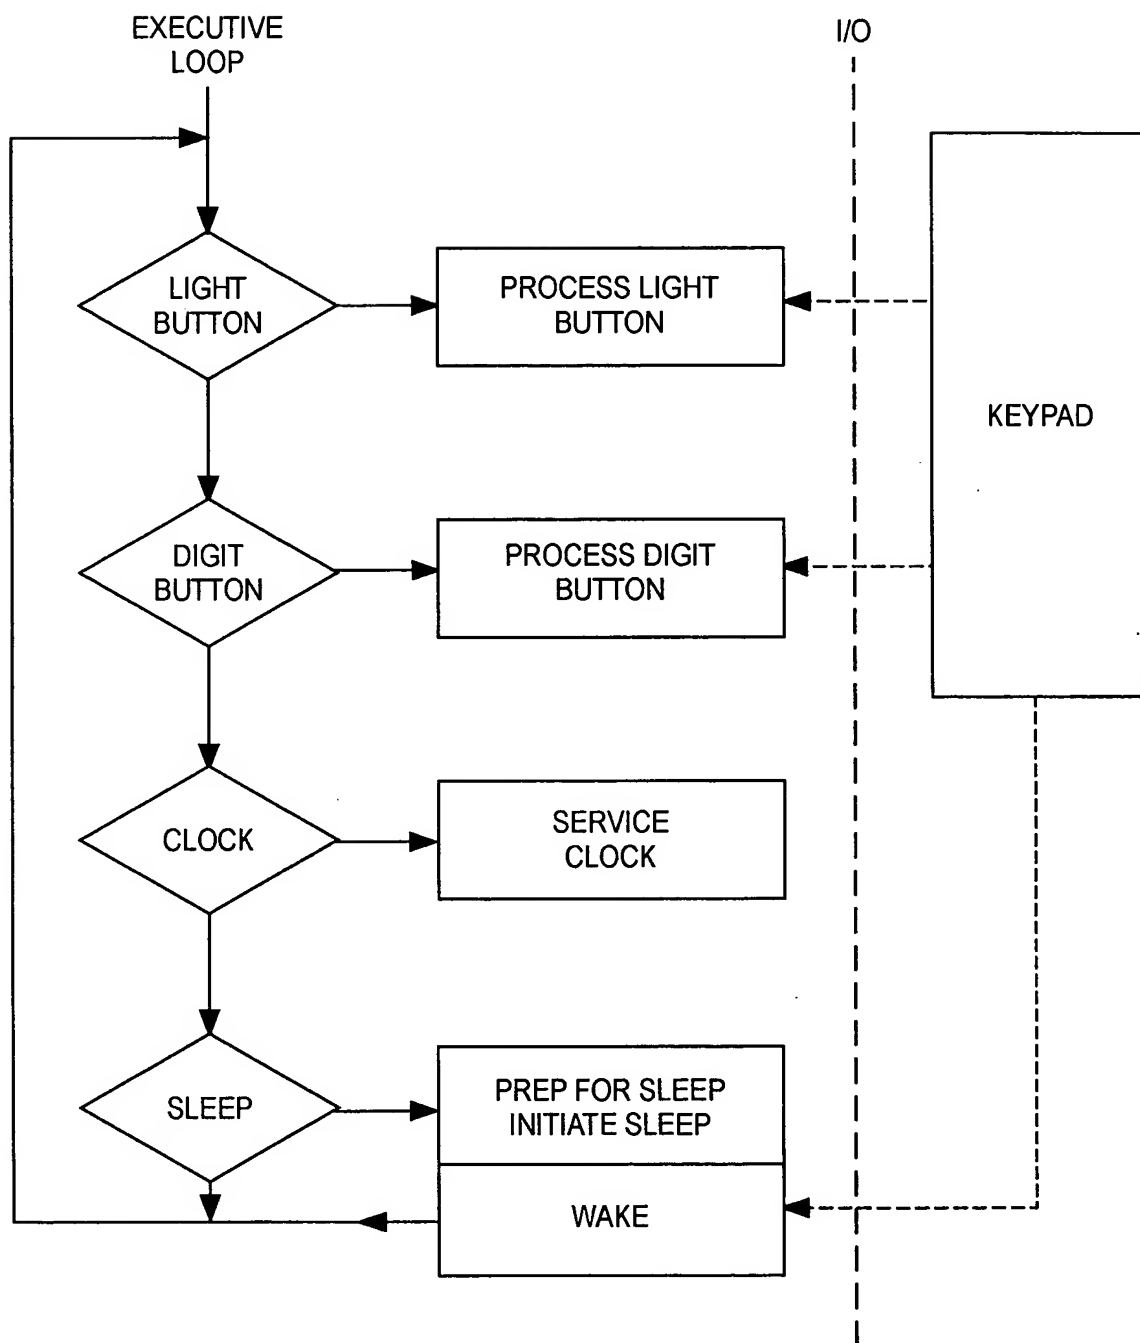 EXECUTIVE
LOOP
I/O
LIGHT
BUTTON
PROCESS LIGHT
BUTTON
KEYPAD
DIGIT
BUTTON
PROCESS DIGIT
BUTTON
CLOCK
SERVICE
CLOCK
SLEEP
PREP FOR SLEEP
INITIATE SLEEP
WAKE